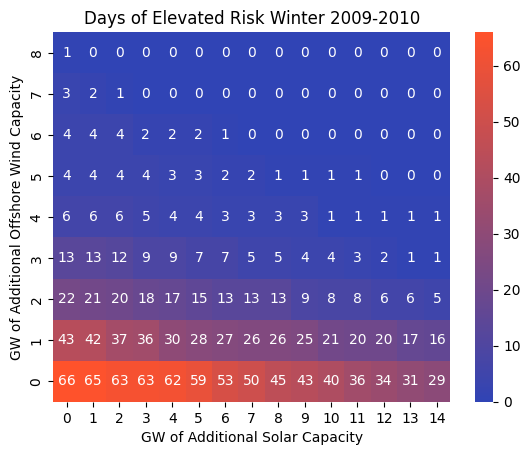 Days of Elevated Risk Winter 2009-2010
GW of Additional Offshore Wind Capacity
8 1 0 0 0 0 0 0 0 0 0 0 0 0 0 0
7 3 2 1 0 0 0 0 0 0 0 0 0 0 0 0
6 4 4 4 2 2 2 1 0 0 0 0 0 0 0 0
5 4 4 4 4 3 3 2 2 1 1 1 1 0 0 0
4 6 6 6 5 4 4 3 3 3 3 1 1 1 1 1
3 13 13 12 9 9 7 7 5 5 4 4 3 2 1 1
2 22 21 20 18 17 15 13 13 13 9 8 8 6 6 5
1 43 42 37 36 30 28 27 26 26 25 21 20 20 17 16
0 66 65 63 63 62 59 53 50 45 43 40 36 34 31 29
0 1 2 3 4 5 6 7 8 9 10 11 12 13 14
GW of Additional Solar Capacity
60
50
40
30
20
10
0